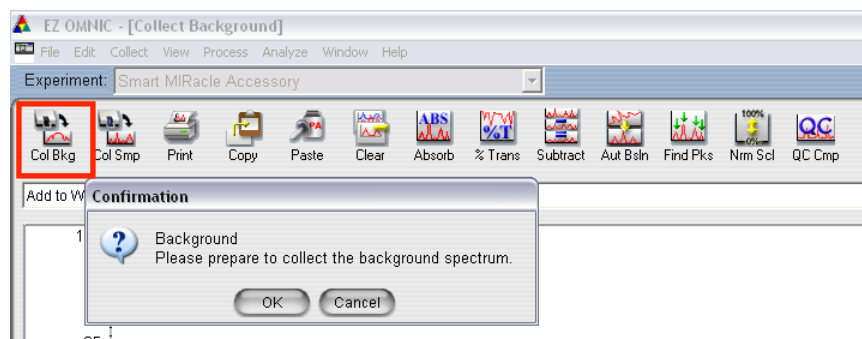 EZ OMNIC - [Collect Background]
File Edit Collect View Process Analyze Window Help
Experiment: Smart MIRacle Accessory
ABS %T 100% 0% QC
Col Bkg Col Smp Print Copy Paste Clear Absorb % Trans Subtract Aut Bsln Find Pks Nrm Scl QC Cmp
Add to W
Confirmation
1
Background
Please prepare to collect the background spectrum.
OK Cancel